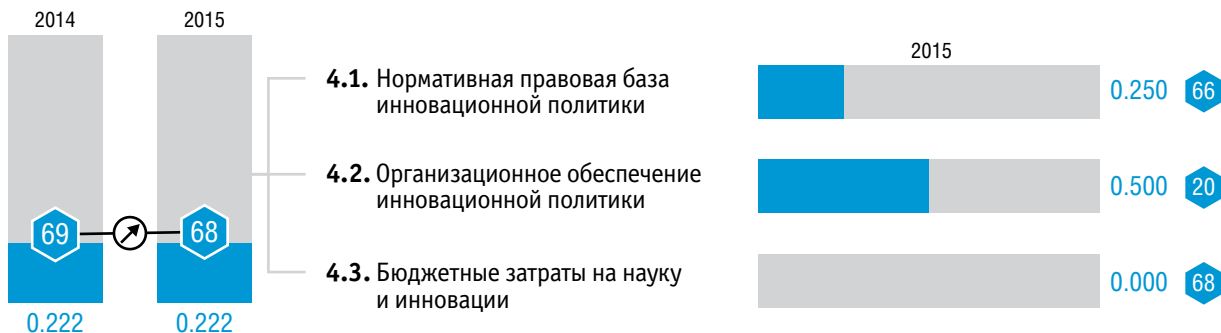 2014 2015
69 68
0.222 0.222
4.1. Нормативная правовая база
инновационной политики
4.2. Организационное обеспечение
инновационной политики
4.3. Бюджетные затраты на науку
и инновации
2015
0.250 66
0.500 20
0.000 68